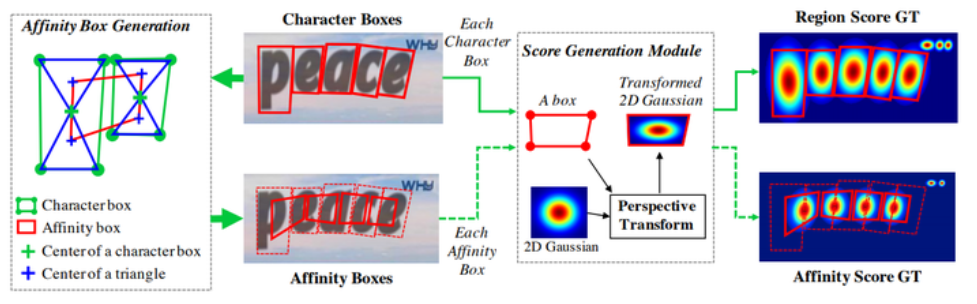 Affinity Box Generation
Character box
Affinity box
Center of a character box
Center of a triangle
Character Boxes
peace
WHY
peace
WHY
Affinity Boxes
Each
Character
Box
Each
Affinity
Box
Score Generation Module
A box
Transformed
2D Gaussian
2D Gaussian
Perspective
Transform
Region Score GT
Affinity Score GT